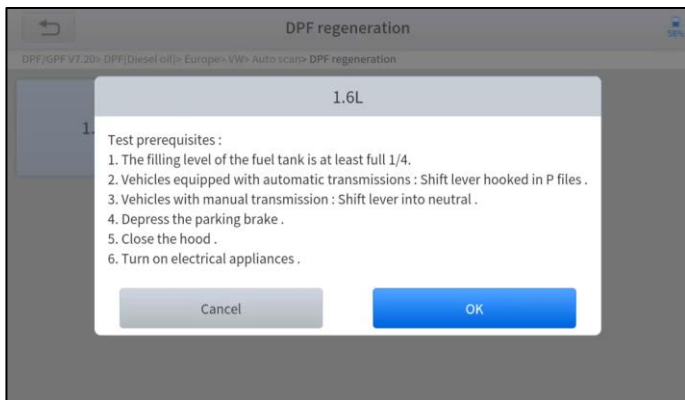 DPF regeneration
58%
DPF/GPF V7.20> DPF(Diesel oil)> Europe> VW> Auto scan> DPF regeneration
1.6L
1.
Test prerequisites :
1. The filling level of the fuel tank is at least full 1/4.
2. Vehicles equipped with automatic transmissions : Shift lever hooked in P files .
3. Vehicles with manual transmission : Shift lever into neutral .
4. Depress the parking brake .
5. Close the hood .
6. Turn on electrical appliances .
Cancel
OK